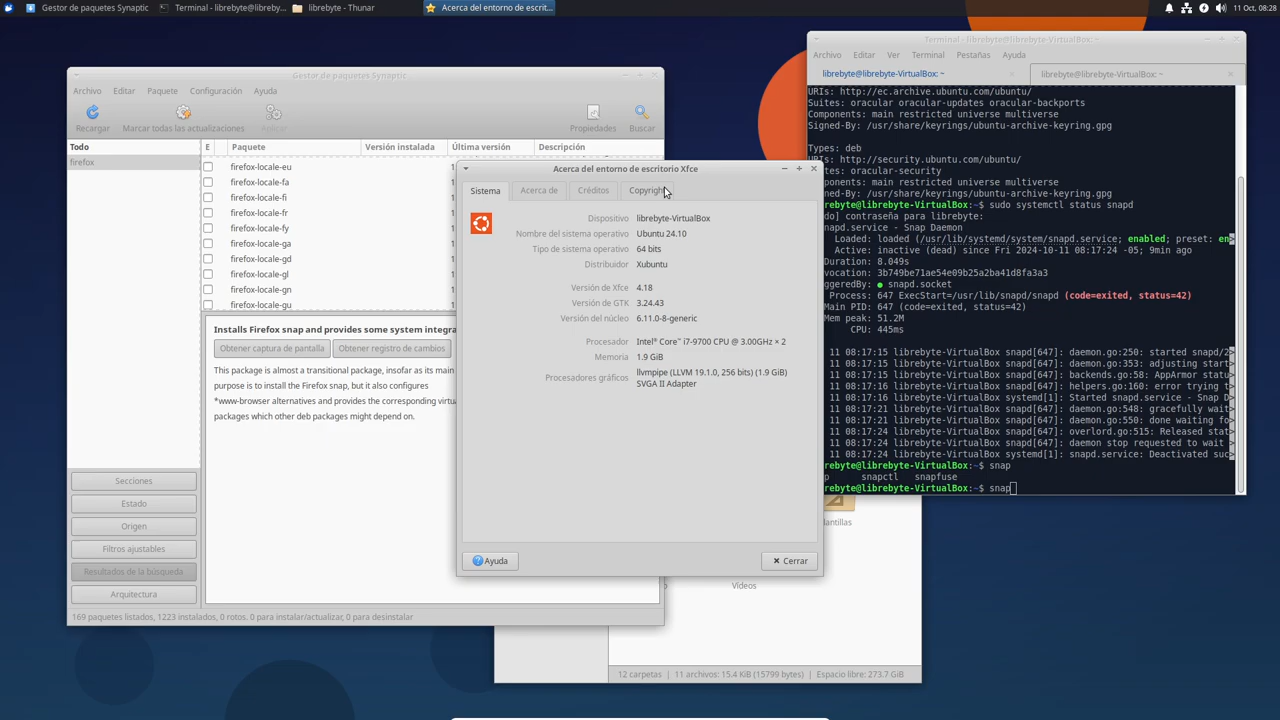 Gestor de paquetes Synaptic
Terminal - librebyte@libreby...
librebyte - Thunar
Acerca del entorno de escrit...
11 Oct, 08:28
Gestor de paquetes Synaptic
Archivo Editar Paquete Configuración Ayuda
Recargar Marcar todas las actualizaciones Aplicar Propiedades Buscar
Todo
firefox
E Paquete Versión instalada Última versión Descripción
firefox-locale-eu
firefox-locale-fa
firefox-locale-fi
firefox-locale-fr
firefox-locale-fy
firefox-locale-ga
firefox-locale-gd
firefox-locale-gl
firefox-locale-gn
firefox-locale-gu
Installs Firefox snap and provides some system integra
Obtener captura de pantalla Obtener registro de cambios
This package is almost a transitional package, insofar as its main
purpose is to install the Firefox snap, but it also configures
*www-browser alternatives and provides the corresponding virtu
packages which other deb packages might depend on.
Secciones
Estado
Origen
Filtros ajustables
Resultados de la búsqueda
Arquitectura
169 paquetes listados, 1223 instalados, 0 rotos. 0 para instalar/actualizar, 0 para desinstalar
Acerca del entorno de escritorio Xfce
Sistema Acerca de Créditos Copyright
Dispositivo librebyte-VirtualBox
Nombre del sistema operativo Ubuntu 24.10
Tipo de sistema operativo 64 bits
Distribuidor Xubuntu
Versión de Xfce 4.18
Versión de GTK 3.24.43
Versión del núcleo 6.11.0-8-generic
Procesador Intel® Core™ i7-9700 CPU @ 3.00GHz × 2
Memoria 1.9 GiB
Procesadores gráficos llvmpipe (LLVM 19.1.0, 256 bits) (1.9 GiB)
SVGA II Adapter
Ayuda Cerrar
Terminal - librebyte@librebyte-VirtualBox: ~
Archivo Editar Ver Terminal Pestañas Ayuda
librebyte@librebyte-VirtualBox: ~ librebyte@librebyte-VirtualBox: ~
URIs: http://ec.archive.ubuntu.com/ubuntu/
Suites: oracular oracular-updates oracular-backports
Components: main restricted universe multiverse
Signed-By: /usr/share/keyrings/ubuntu-archive-keyring.gpg
Types: deb
URIs: http://security.ubuntu.com/ubuntu/
ites: oracular-security
mponents: main restricted universe multiverse
gned-By: /usr/share/keyrings/ubuntu-archive-keyring.gpg
rebyte@librebyte-VirtualBox:~$ sudo systemctl status snapd
do] contraseña para librebyte:
snapd.service - Snap Daemon
Loaded: loaded (/usr/lib/systemd/system/snapd.service; enabled; preset: en>
Active: inactive (dead) since Fri 2024-10-11 08:17:24 -05; 9min ago
Duration: 8.049s
vocation: 3b749be71ae54e09b25a2ba41d8fa3a3
ggeredBy: ● snapd.socket
Process: 647 ExecStart=/usr/lib/snapd/snapd (code=exited, status=42)
Main PID: 647 (code=exited, status=42)
Mem peak: 51.2M
CPU: 445ms
11 08:17:15 librebyte-VirtualBox snapd[647]: daemon.go:250: started snapd/2>
11 08:17:15 librebyte-VirtualBox snapd[647]: daemon.go:353: adjusting start>
11 08:17:15 librebyte-VirtualBox snapd[647]: backends.go:58: AppArmor statu>
11 08:17:16 librebyte-VirtualBox snapd[647]: helpers.go:160: error trying t>
11 08:17:16 librebyte-VirtualBox systemd[1]: Started snapd.service - Snap D>
11 08:17:21 librebyte-VirtualBox snapd[647]: daemon.go:548: gracefully wait>
11 08:17:21 librebyte-VirtualBox snapd[647]: daemon.go:550: done waiting fo>
11 08:17:24 librebyte-VirtualBox snapd[647]: overlord.go:515: Released stat>
11 08:17:24 librebyte-VirtualBox snapd[647]: daemon stop requested to wait >
11 08:17:24 librebyte-VirtualBox systemd[1]: snapd.service: Deactivated suc>
rebyte@librebyte-VirtualBox:~$ snap
p snapctl snapfuse
rebyte@librebyte-VirtualBox:~$ snap
lantillas
Vídeos
12 carpetas | 11 archivos: 15.4 KiB (15799 bytes) | Espacio libre: 273.7 GiB